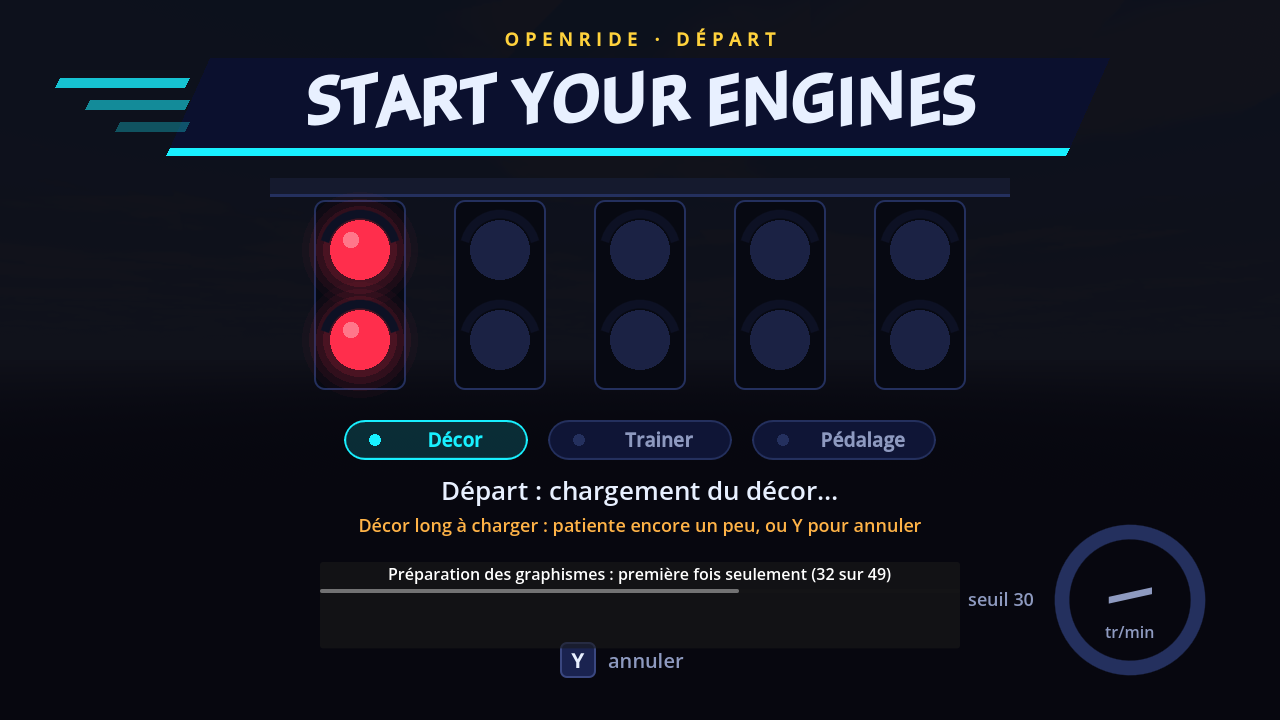 OPENRIDE · DÉPART
START YOUR ENGINES
Décor
Trainer
Pédalage
Départ : chargement du décor...
Décor long à charger : patiente encore un peu, ou Y pour annuler
Préparation des graphismes : première fois seulement (32 sur 49)
seuil 30
—
tr/min
Y annuler